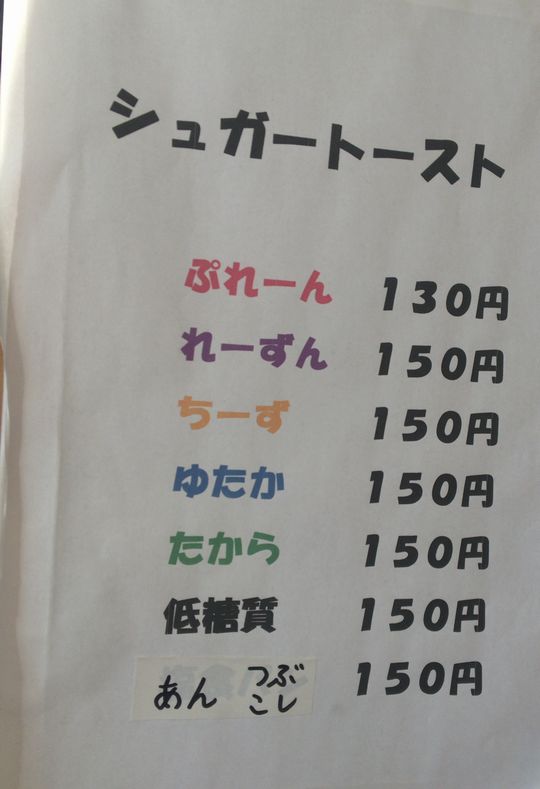 シュガートースト
ぷれーん 130円
れーずん 150円
ちーず 150円
ゆたか 150円
たから 150円
低糖質 150円
あん つぶ こし 150円